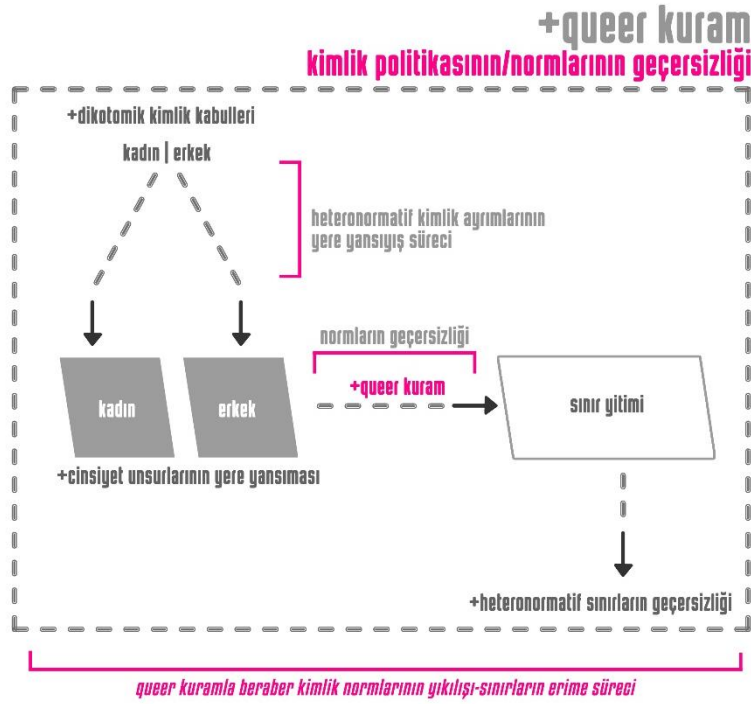 +queer kuram
kimlik politikasının/normlarının geçersizliği
+dikotomik kimlik kabulleri
kadın | erkek
heteronormatif kimlik ayrımlarının
yere yansıyış süreci
normların geçersizliği
+queer kuram
kadın
erkek
sınır yitimi
+cinsiyet unsurlarının yere yansıması
+heteronormatif sınırların geçersizliği
queer kuramla beraber kimlik normlarının yıkılışı-sınırların erime süreci